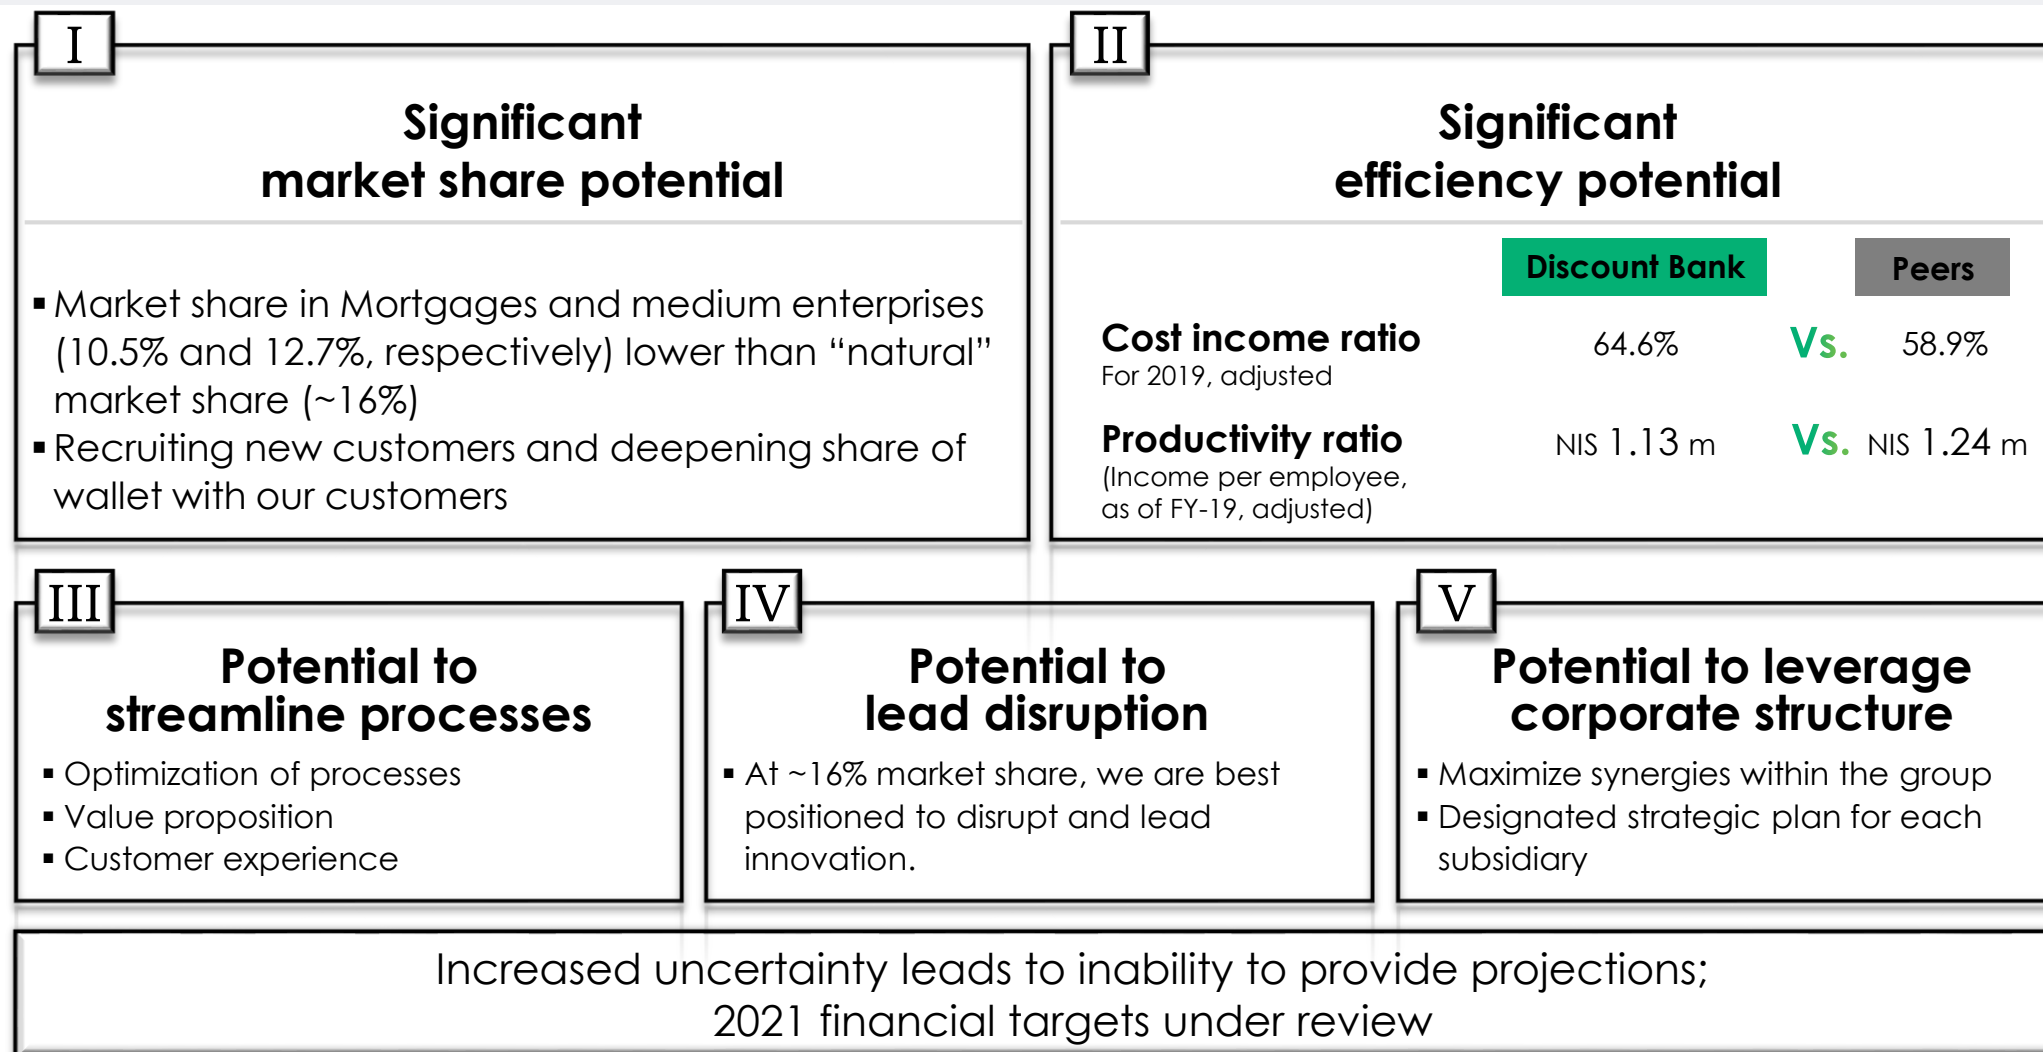 I
Significant
market share potential
▪ Market share in Mortgages and medium enterprises
(10.5% and 12.7%, respectively) lower than “natural”
market share (~16%)
▪ Recruiting new customers and deepening share of
wallet with our customers
II
Significant
efficiency potential
Discount Bank Peers
Cost income ratio 64.6% Vs. 58.9%
For 2019, adjusted
Productivity ratio NIS 1.13 m Vs. NIS 1.24 m
(Income per employee,
as of FY-19, adjusted)
III
Potential to
streamline processes
▪ Optimization of processes
▪ Value proposition
▪ Customer experience
IV
Potential to
lead disruption
▪ At ~16% market share, we are best
positioned to disrupt and lead
innovation.
V
Potential to leverage
corporate structure
▪ Maximize synergies within the group
▪ Designated strategic plan for each
subsidiary
Increased uncertainty leads to inability to provide projections;
2021 financial targets under review